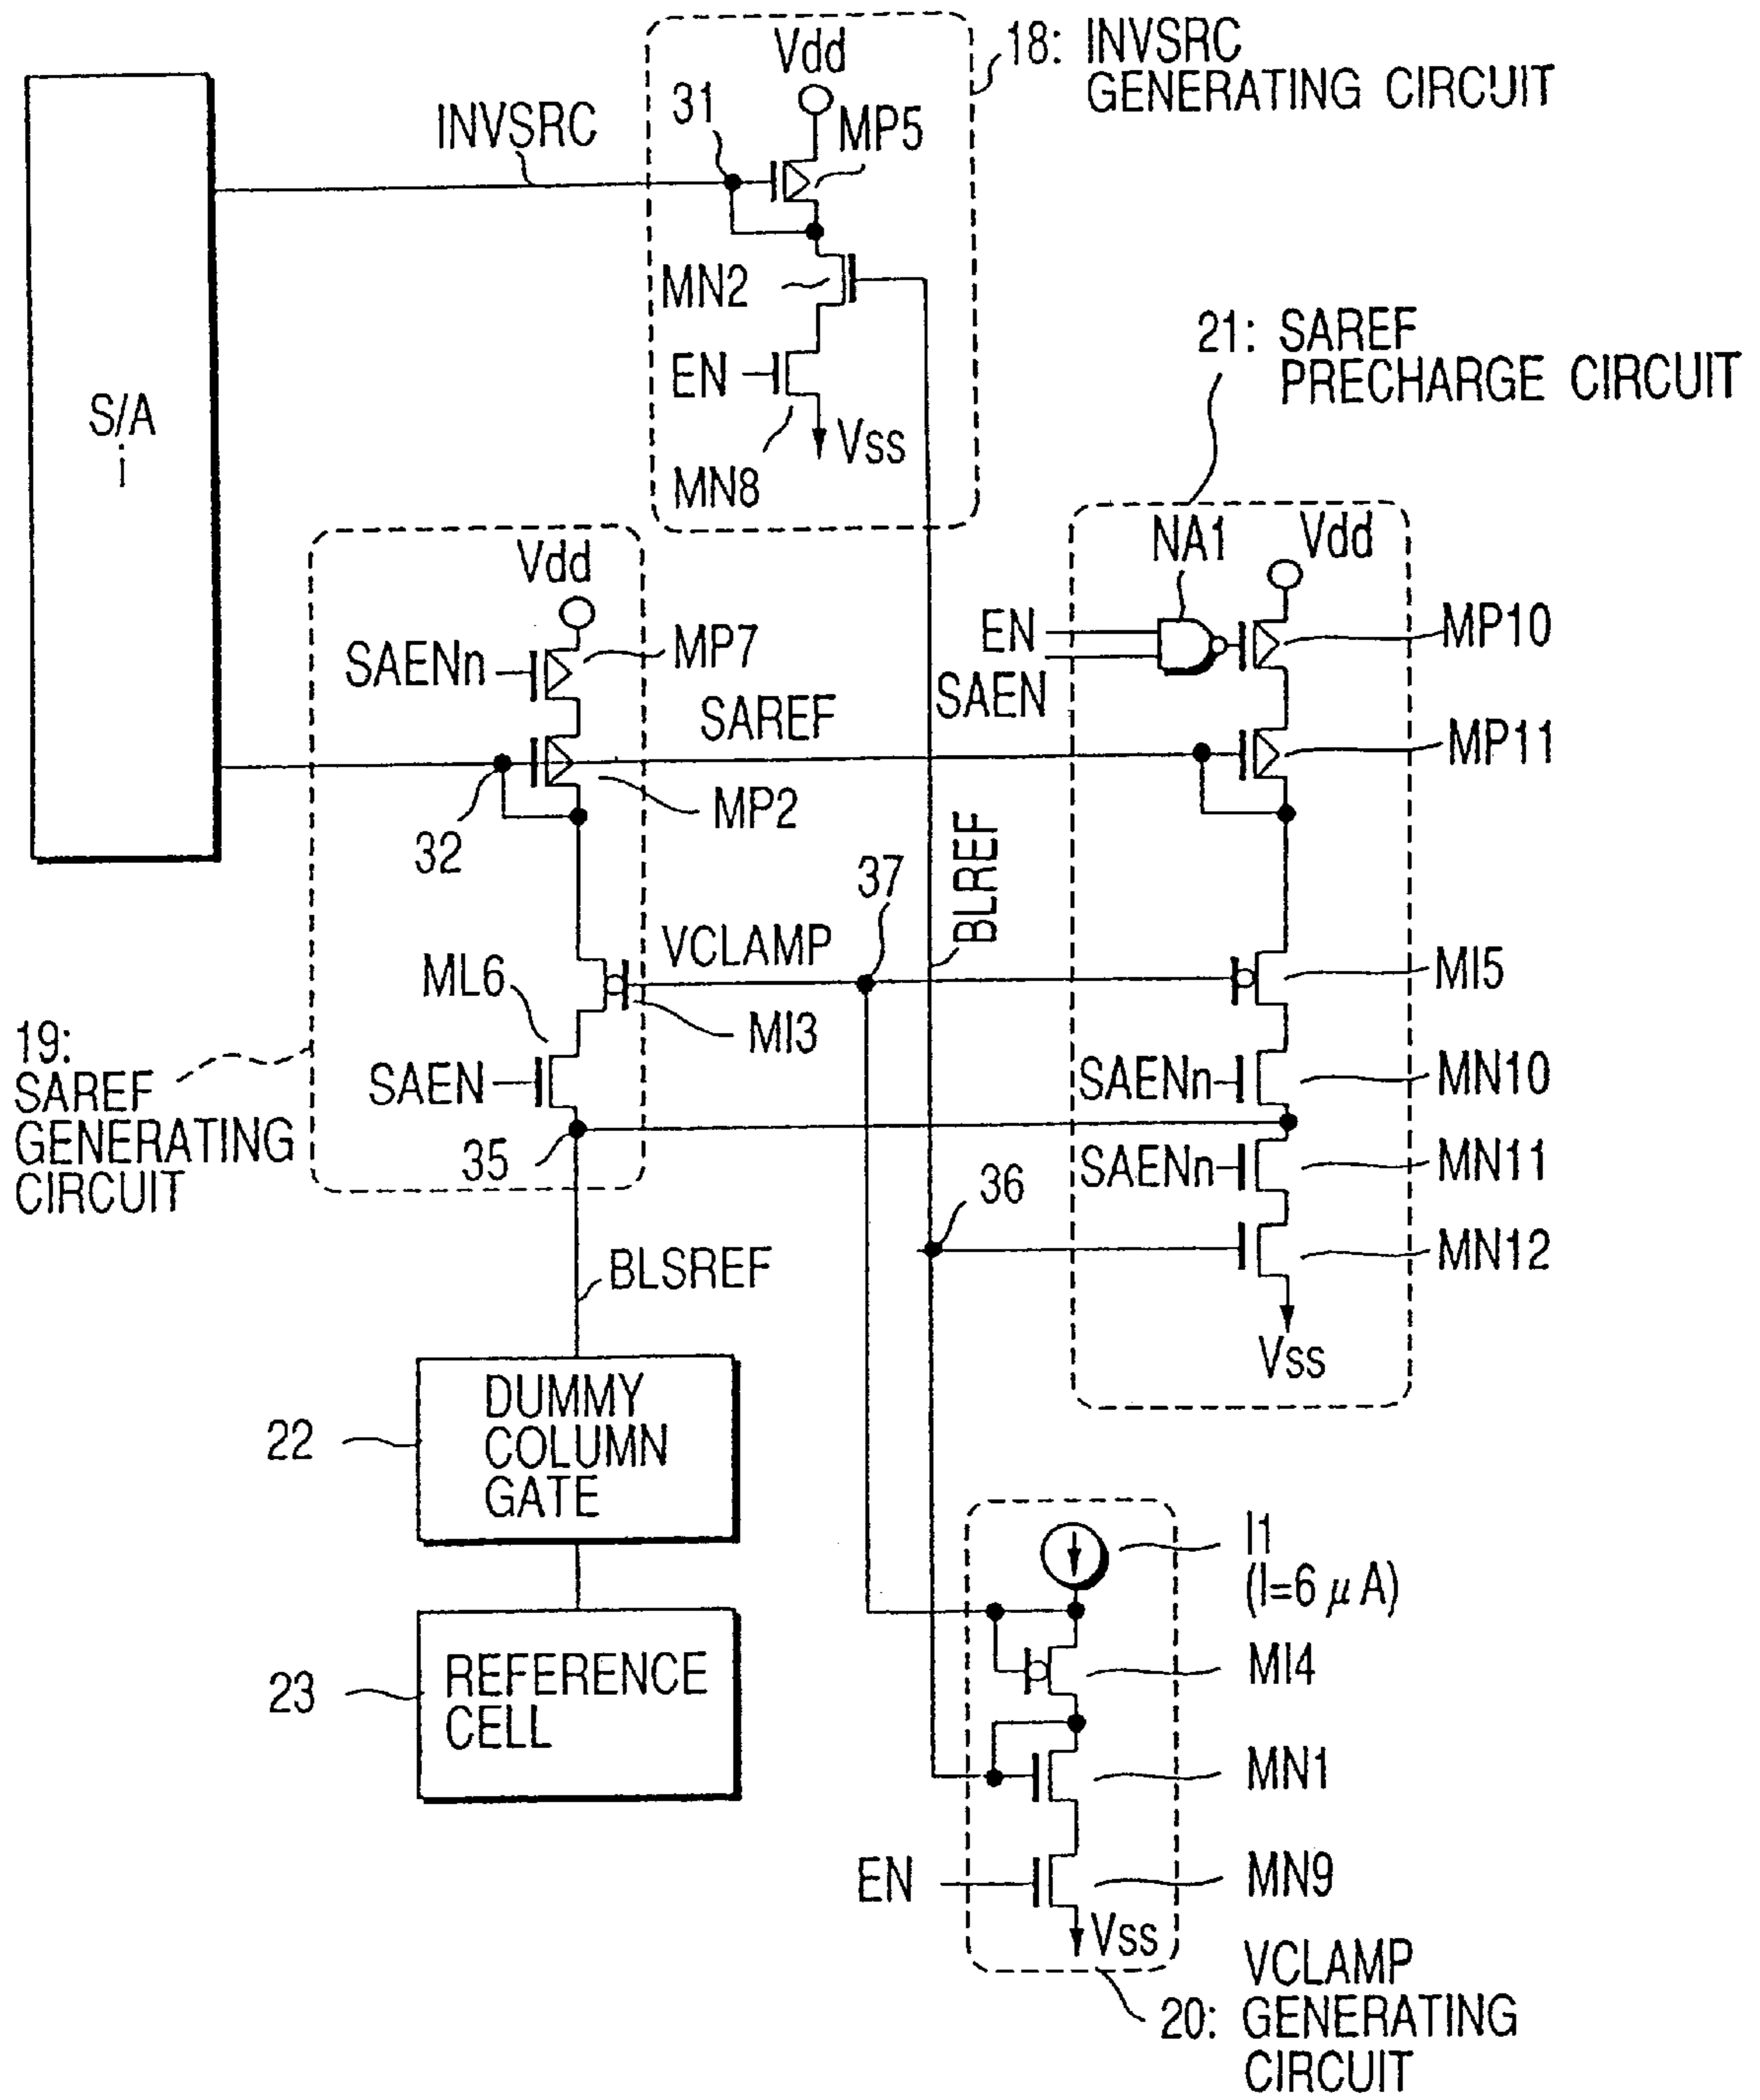 18: INVSRC
GENERATING CIRCUIT
Vdd
31
MP5
INVSRC
MN2
EN
Vss
MN8
S/A
i
21: SAREF
PRECHARGE CIRCUIT
NA1
Vdd
EN
SAEN
MP10
MP11
Vdd
SAENn
MP7
SAREF
MP2
32
37
BLREF
VCLAMP
ML6
MI3
MI5
19:
SAREF
GENERATING
CIRCUIT
SAEN
SAENn
MN10
35
SAENn
MN11
36
MN12
BLSREF
Vss
22
DUMMY
COLUMN
GATE
23
REFERENCE
CELL
I1
(I=6 μA)
MI4
MN1
EN
MN9
Vss
20: VCLAMP
GENERATING
CIRCUIT